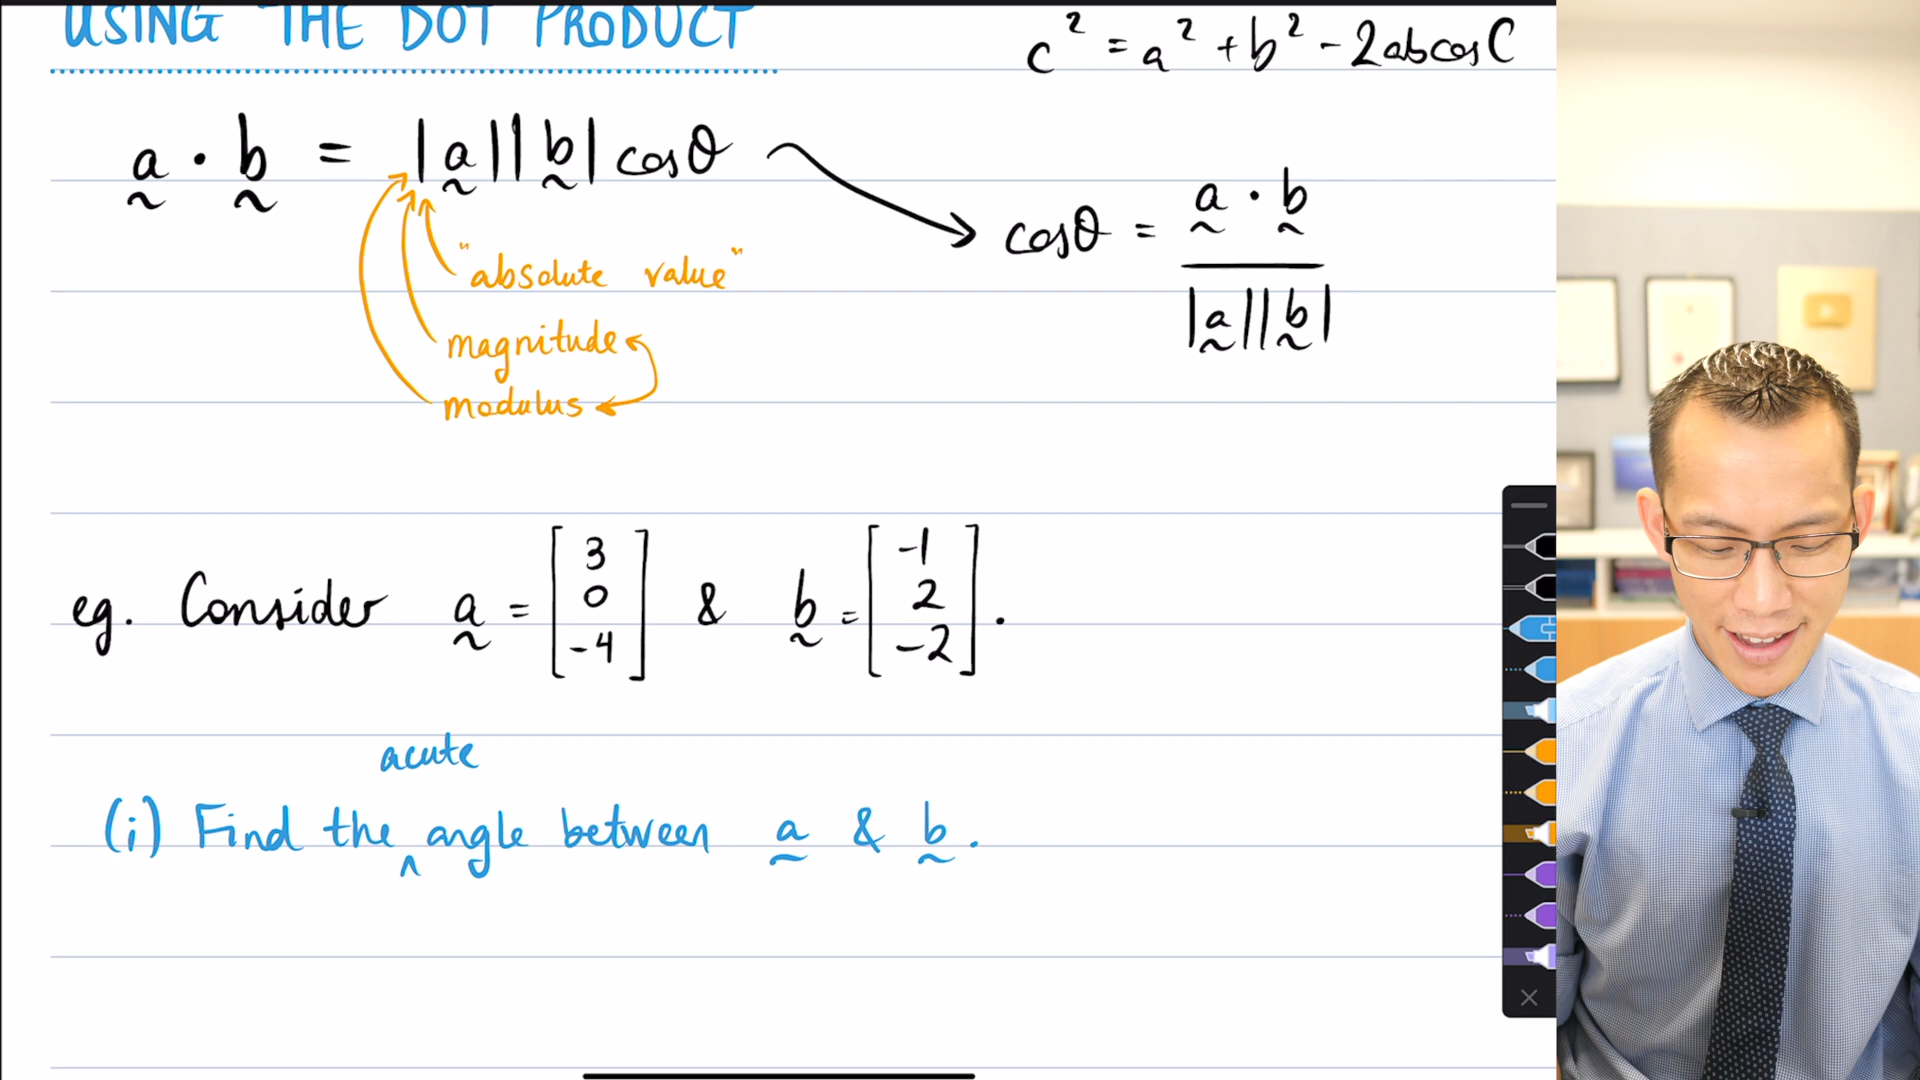 USING THE DOT PRODUCT
c² = a² + b² - 2abcosC
a · b = |a||b|cosθ
cosθ = a · b / |a||b|
"absolute value"
magnitude
modulus
eg. Consider a = [3 0 -4] & b = [-1 2 -2].
acute
(i) Find the ^ angle between a & b.